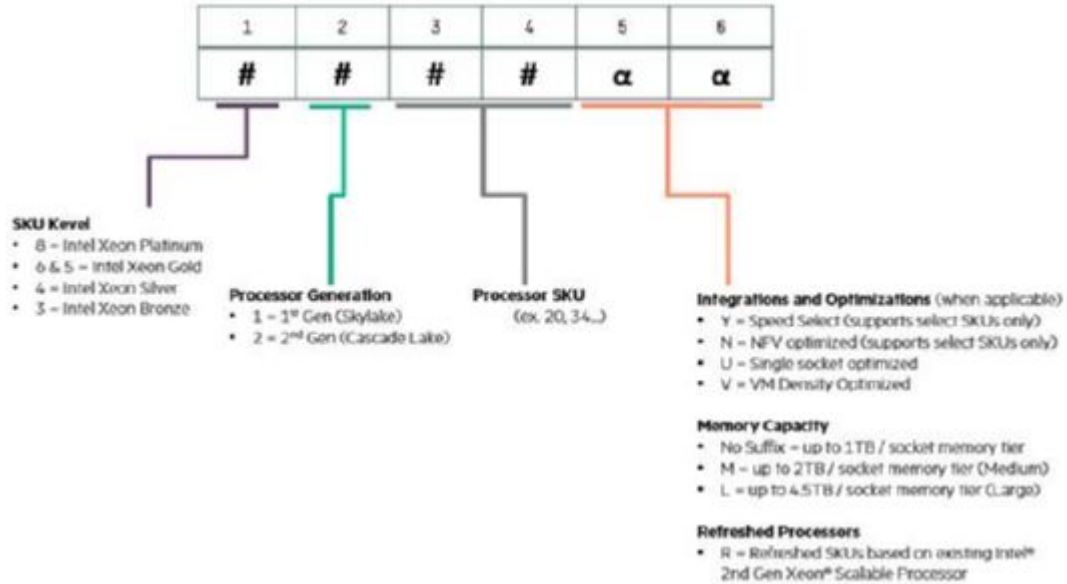 1 2 3 4 5 6
# # # # α α
SKU Kevel
• 8 – Intel Xeon Platinum
• 6 & 5 – Intel Xeon Gold
• 4 – Intel Xeon Silver
• 3 – Intel Xeon Bronze
Processor Generation
• 1 – 1st Gen (Skylake)
• 2 – 2nd Gen (Cascade Lake)
Processor SKU
(ex. 20, 34...)
Integrations and Optimizations (when applicable)
• Y – Speed Select (supports select SKUs only)
• N – NFV optimized (supports select SKUs only)
• U – Single socket optimized
• V – VM Density Optimized
Memory Capacity
• No Suffix – up to 1TB / socket memory tier
• M – up to 2TB / socket memory tier (Medium)
• L – up to 4.5TB / socket memory tier (Large)
Refreshed Processors
• R – Refreshed SKUs based on existing Intel®
2nd Gen Xeon® Scalable Processor